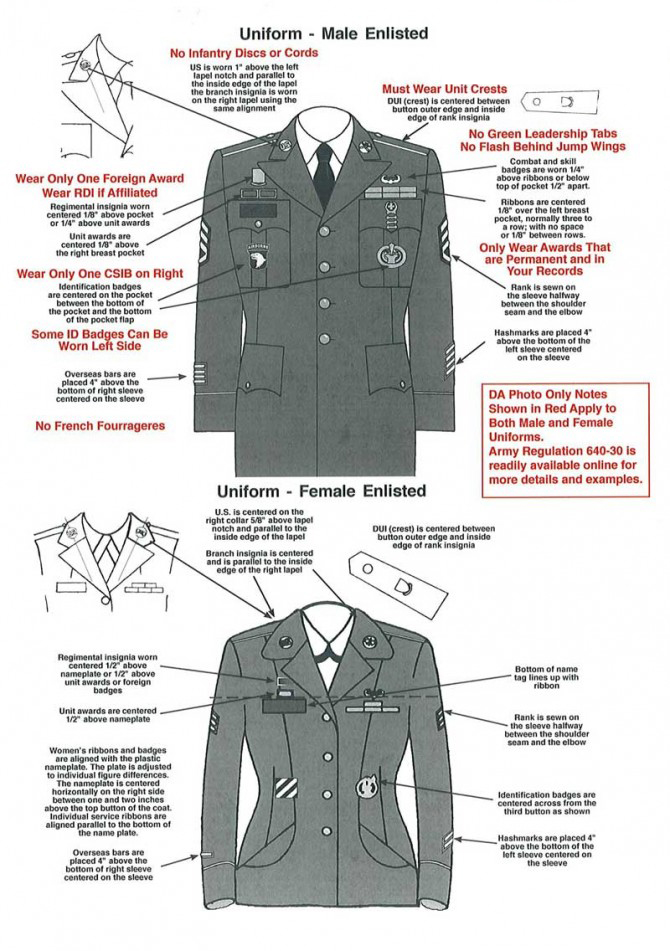 Uniform - Male Enlisted
No Infantry Discs or Cords
US is worn 1" above the left
lapel notch and parallel to
the inside edge of the lapel
the branch insignia is worn
on the right lapel using the
same alignment
Must Wear Unit Crests
DUI (crest) is centered between
button outer edge and inside
edge of rank insignia
No Green Leadership Tabs
No Flash Behind Jump Wings
Combat and skill
badges are worn 1/4"
above ribbons or below
top of pocket 1/2" apart.
Wear Only One Foreign Award
Wear RDI if Affiliated
Regimental insignia worn
centered 1/8" above pocket
or 1/4" above unit awards
Ribbons are centered
1/8" over the left breast
pocket, normally three to
a row; with no space
or 1/8" between rows.
Unit awards are
centered 1/8" above
the right breast pocket
Only Wear Awards That
are Permanent and in
Your Records
Wear Only One CSIB on Right
Identification badges
are centered on the pocket
between the bottom of
the pocket and the bottom
of the pocket flap
Rank is sewn on
the sleeve halfway
between the shoulder
seam and the elbow
Some ID Badges Can Be
Worn Left Side
Hashmarks are placed 4"
above the bottom of the
left sleeve centered on
the sleeve
Overseas bars are
placed 4" above the
bottom of right sleeve
centered on the sleeve
No French Fourrageres
DA Photo Only Notes
Shown in Red Apply to
Both Male and Female
Uniforms.
Army Regulation 640-30 is
readily available online for
more details and examples.
Uniform - Female Enlisted
U.S. is centered on the
right collar 5/8" above lapel
notch and parallel to the
inside edge of the lapel
Branch insignia is centered
and is parallel to the inside
edge of the right lapel
DUI (crest) is centered between
button outer edge and inside
edge of rank insignia
Regimental insignia worn
centered 1/2" above
nameplate or 1/2" above
unit awards or foreign
badges
Bottom of name
tag lines up with
ribbon
Unit awards are centered
1/2" above nameplate
Rank is sewn on
the sleeve halfway
between the shoulder
seam and the elbow
Women's ribbons and badges
are aligned with the plastic
nameplate. The plate is adjusted
to individual figure differences.
The nameplate is centered
horizontally on the right side
between one and two inches
above the top button of the coat.
Individual service ribbons are
aligned parallel to the bottom of
the name plate.
Identification badges are
centered across from the
third button as shown
Hashmarks are placed 4"
above the bottom of the
left sleeve centered on
the sleeve
Overseas bars are
placed 4" above the
bottom of right sleeve
centered on the sleeve